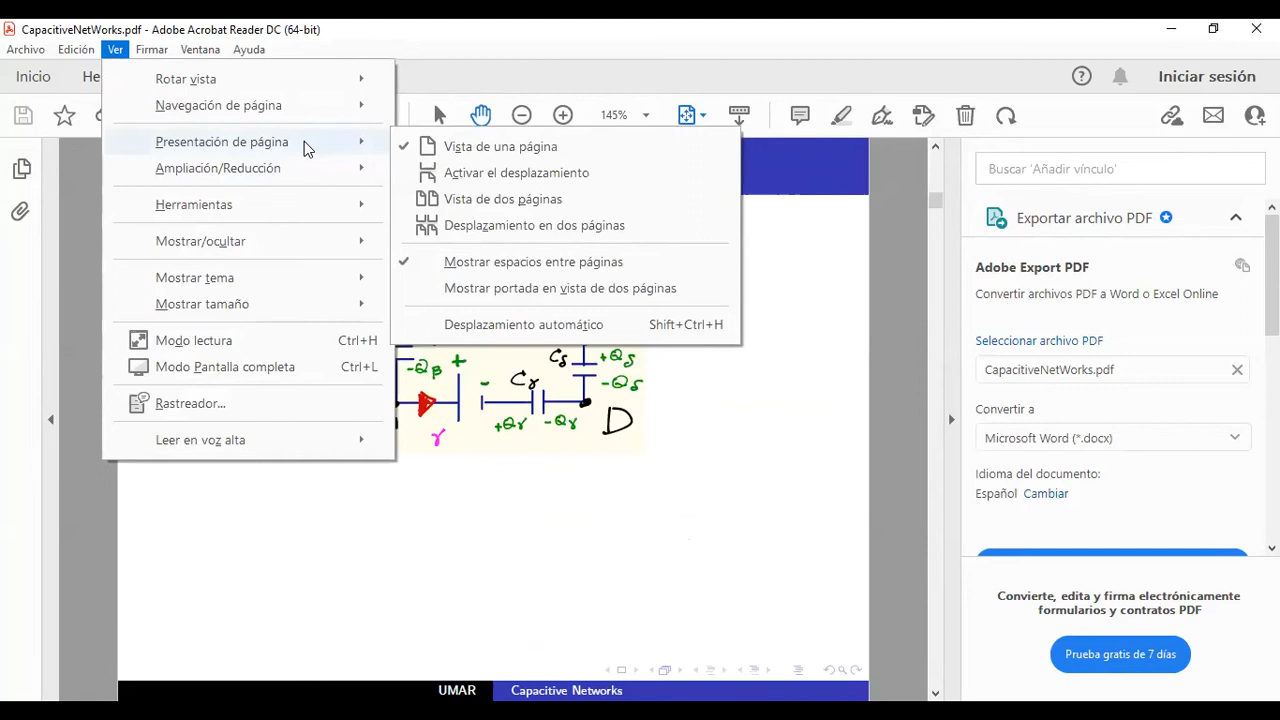 CapacitiveNetWorks.pdf - Adobe Acrobat Reader DC (64-bit)
Archivo Edición Ver Firmar Ventana Ayuda
Inicio He Iniciar sesión
145%
Rotar vista
Navegación de página
Presentación de página
Ampliación/Reducción
Herramientas
Mostrar/ocultar
Mostrar tema
Mostrar tamaño
Modo lectura Ctrl+H
Modo Pantalla completa Ctrl+L
Rastreador...
Leer en voz alta
Vista de una página
Activar el desplazamiento
Vista de dos páginas
Desplazamiento en dos páginas
Mostrar espacios entre páginas
Mostrar portada en vista de dos páginas
Desplazamiento automático Shift+Ctrl+H
-Qβ + - Cγ Cδ +Qδ
-Qδ
γ +Qγ -Qγ D
UMAR Capacitive Networks
Buscar "Añadir vínculo"
Exportar archivo PDF
Adobe Export PDF
Convertir archivos PDF a Word o Excel Online
Seleccionar archivo PDF
CapacitiveNetWorks.pdf
Convertir a
Microsoft Word (*.docx)
Idioma del documento:
Español Cambiar
Convierte, edita y firma electrónicamente
formularios y contratos PDF
Prueba gratis de 7 días